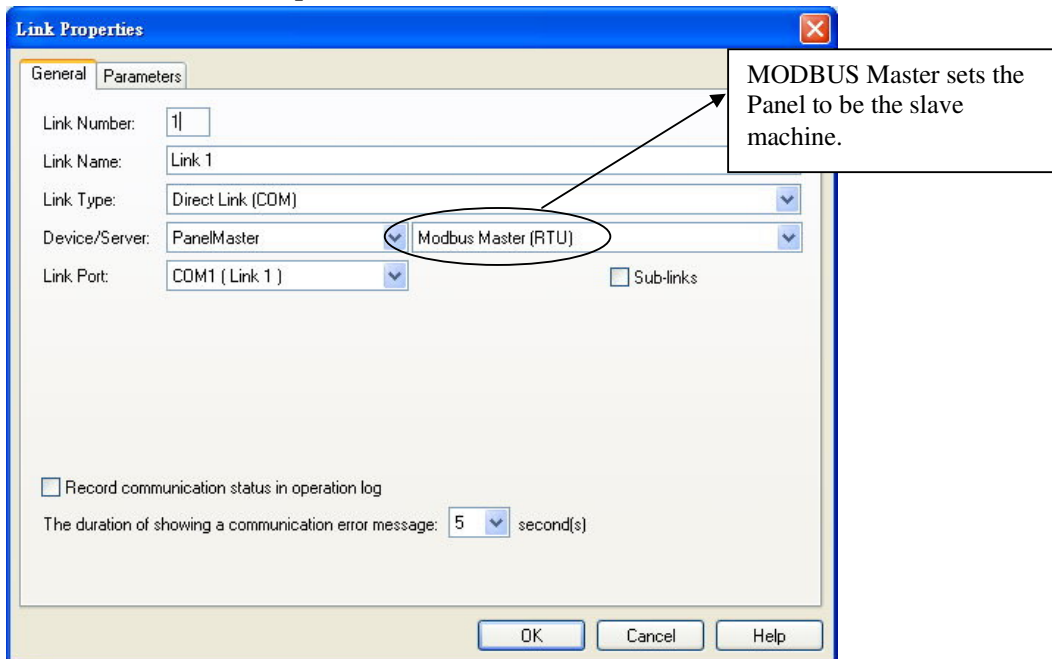 Link Properties
General Parameters
MODBUS Master sets the
Panel to be the slave
machine.
Link Number: 1
Link Name: Link 1
Link Type: Direct Link (COM)
Device/Server: PanelMaster Modbus Master (RTU)
Link Port: COM1 ( Link 1 ) Sub-links
Record communication status in operation log
The duration of showing a communication error message: 5 second(s)
OK Cancel Help